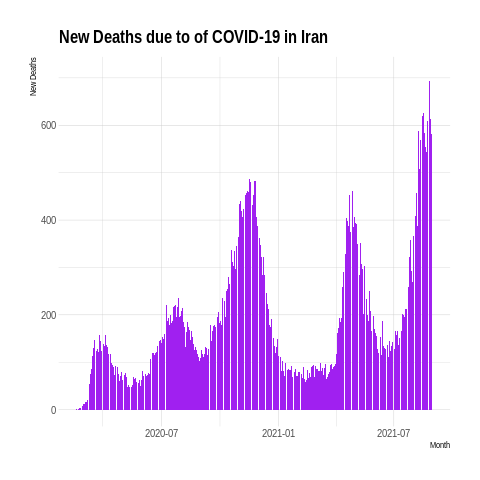 New Deaths due to of COVID-19 in Iran
New Deaths
600
400
200
0
2020-07
2021-01
2021-07
Month